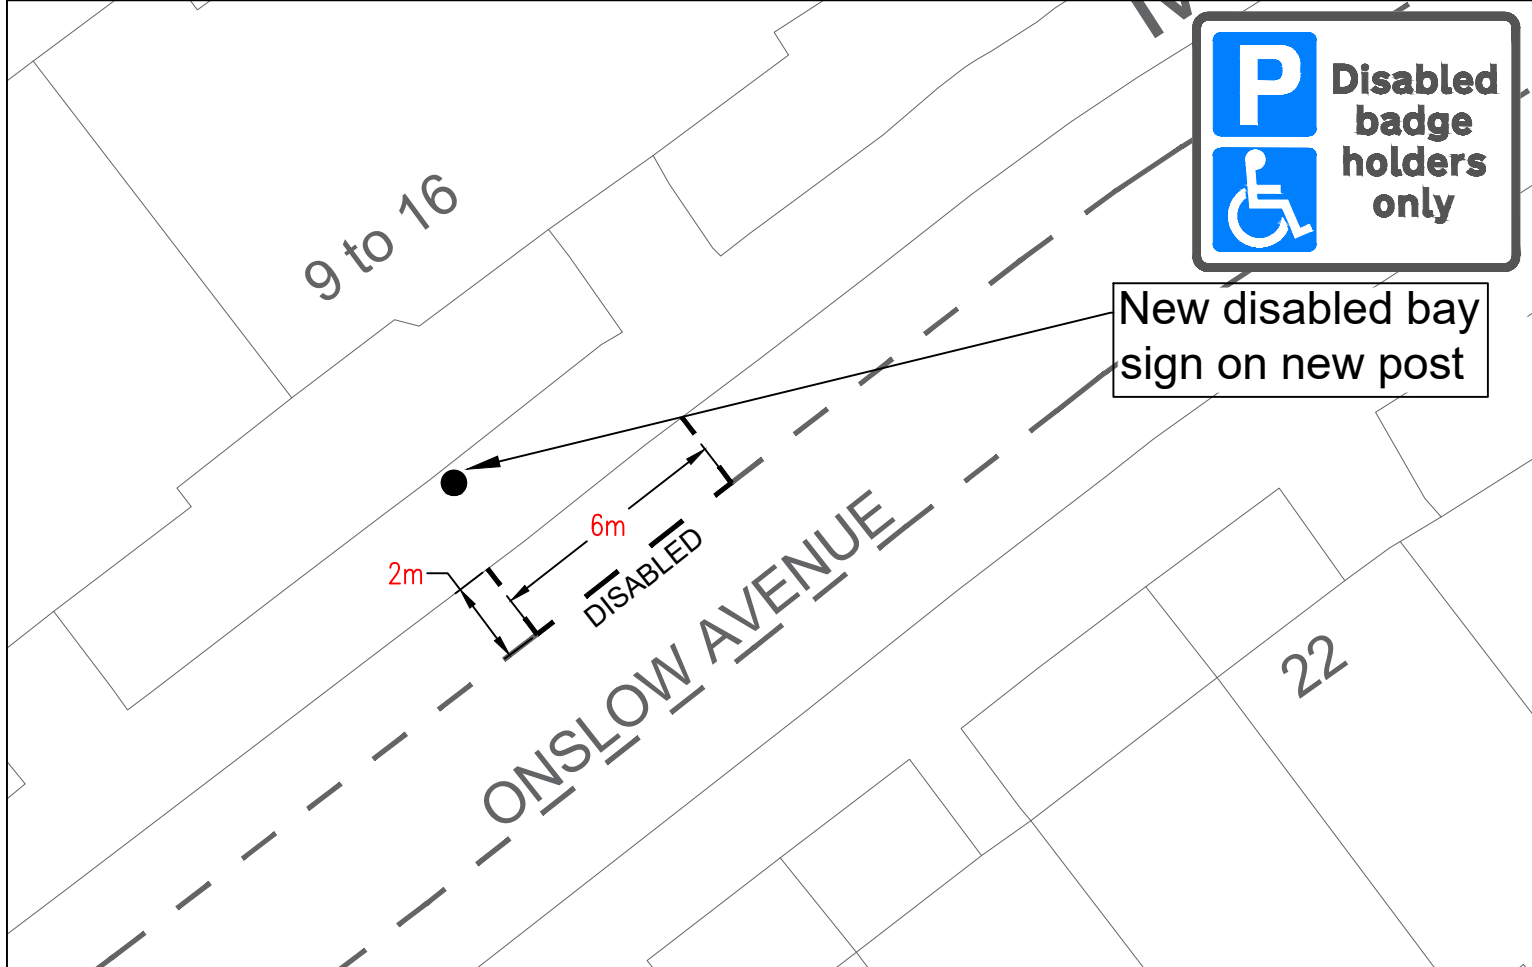 P
Disabled
badge
holders
only
9 to 16
New disabled bay
sign on new post
6m
2m
DISABLED
ONSLOW AVENUE
22